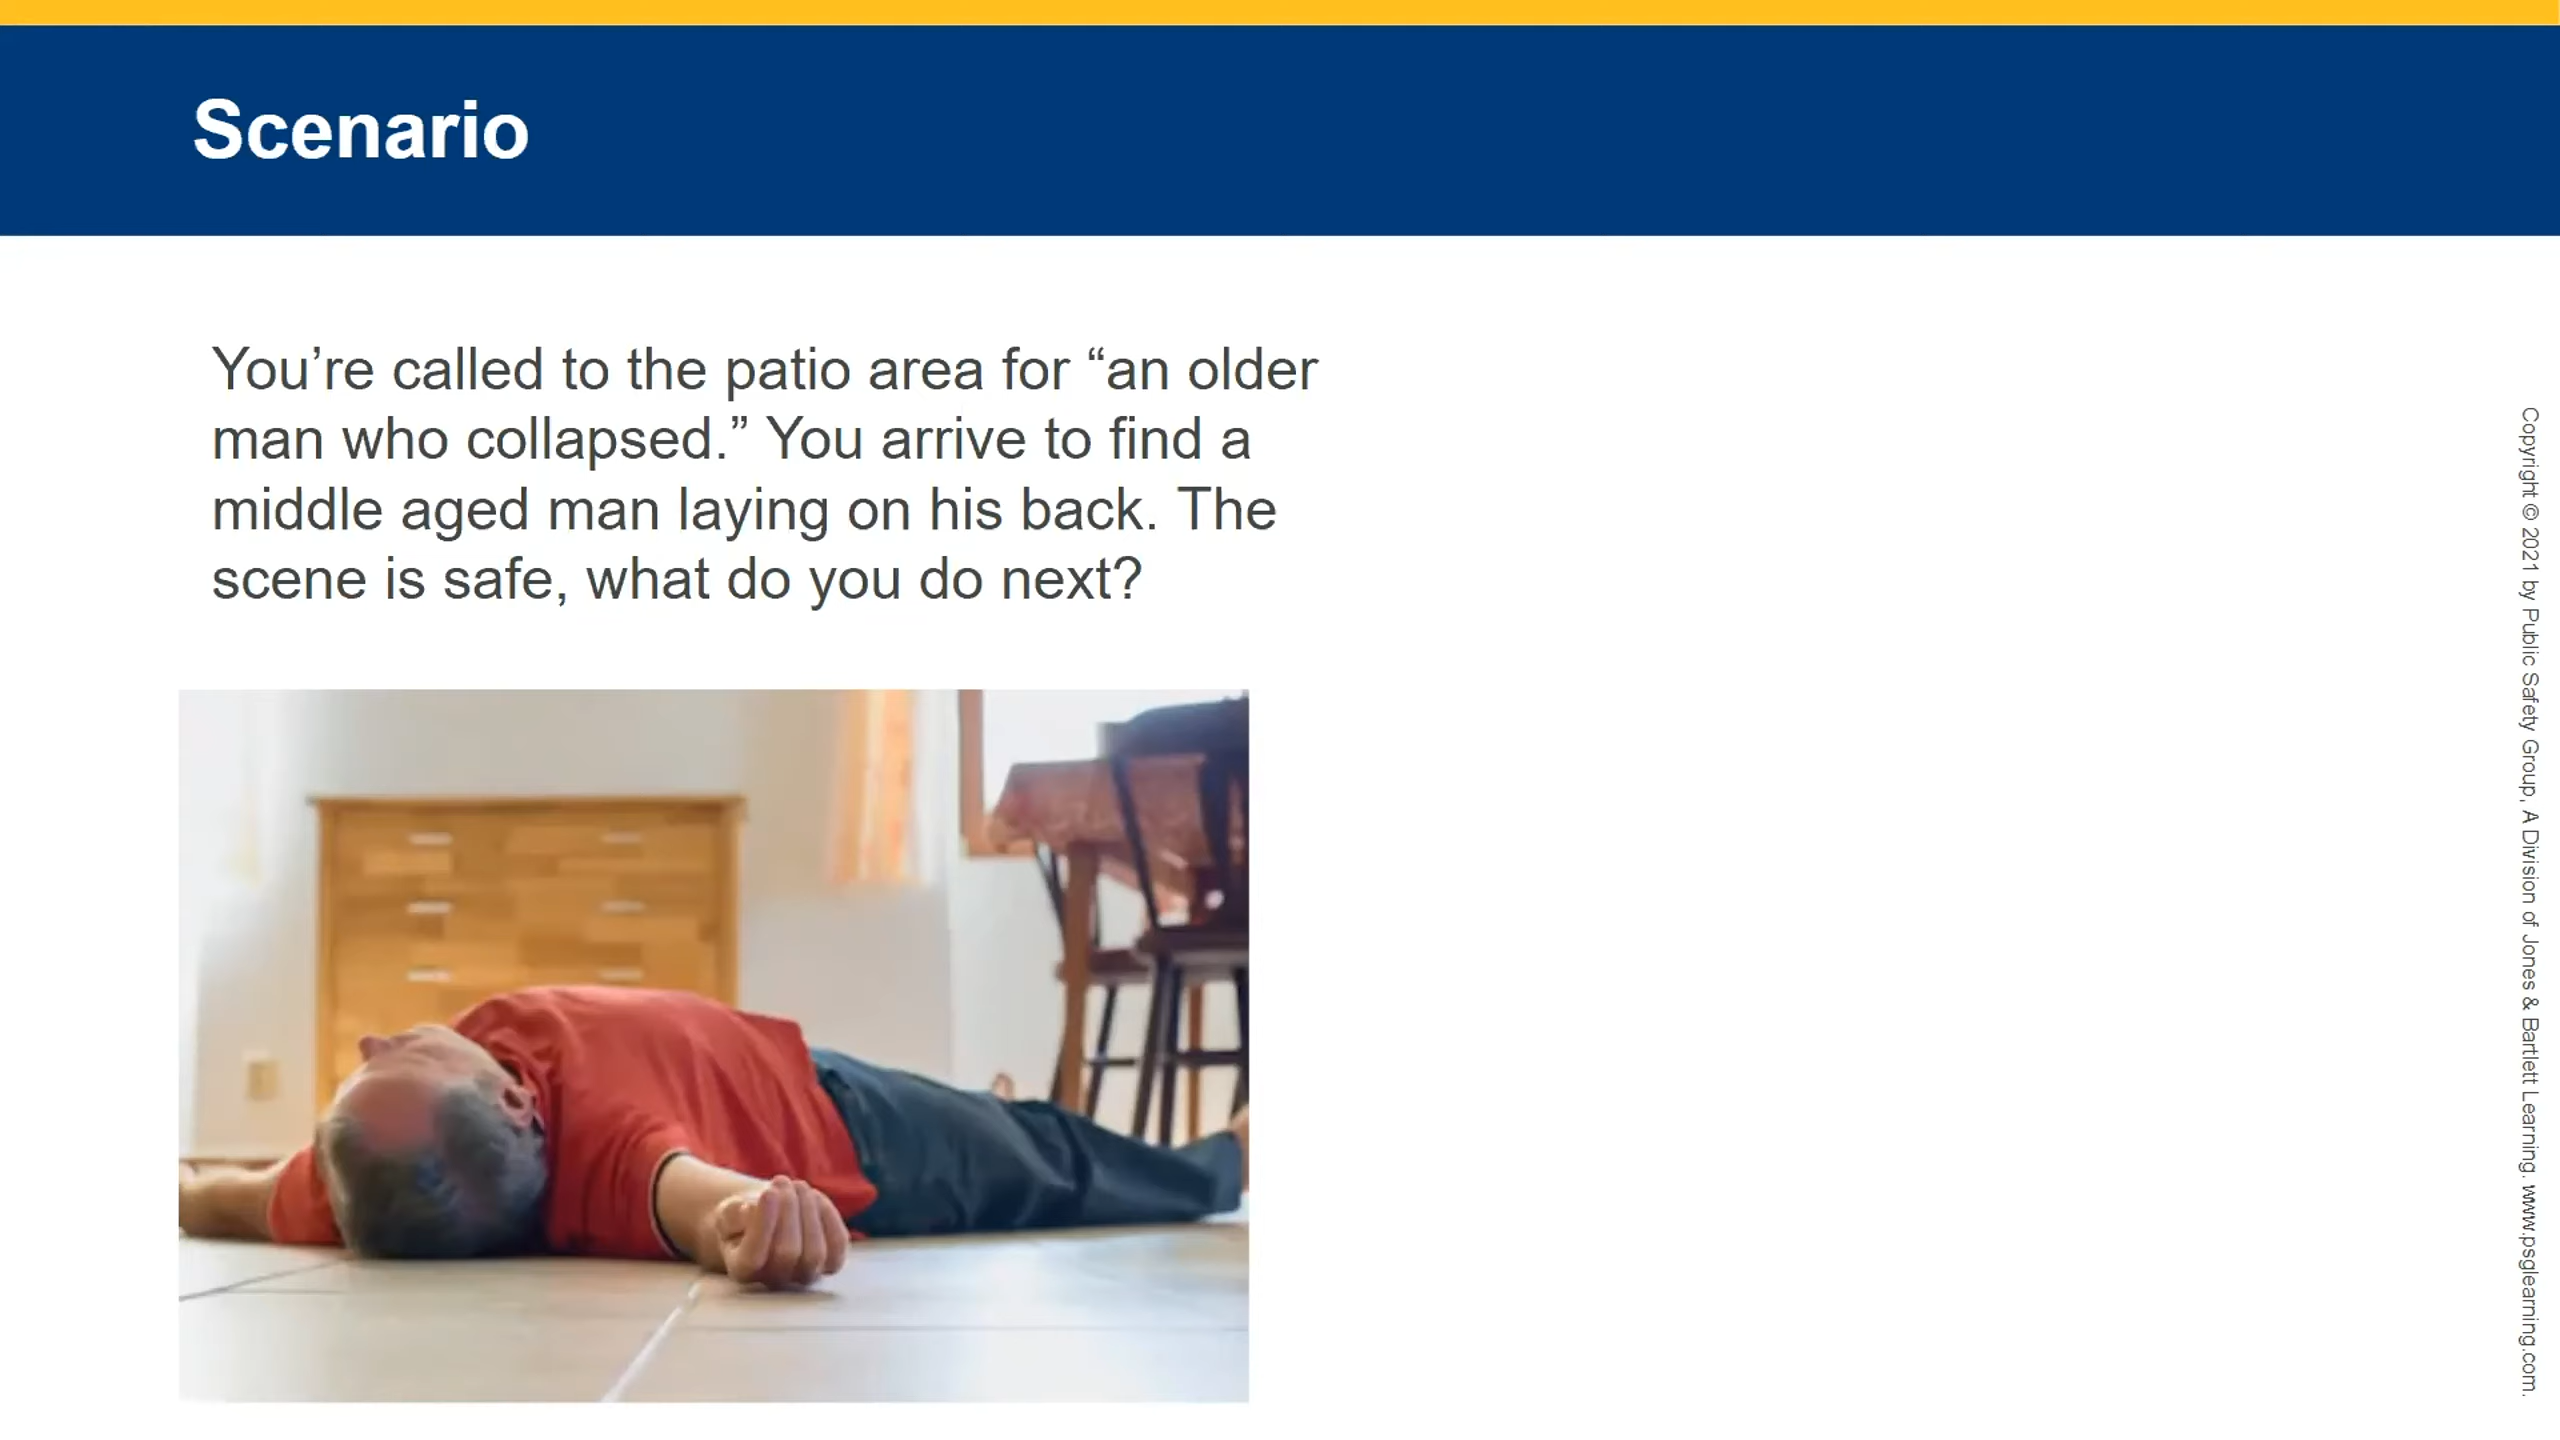 Scenario
You’re called to the patio area for “an older
man who collapsed.” You arrive to find a
middle aged man laying on his back. The
scene is safe, what do you do next?
Copyright © 2021 by Public Safety Group, A Division of Jones & Bartlett Learning. www.psglearning.com.